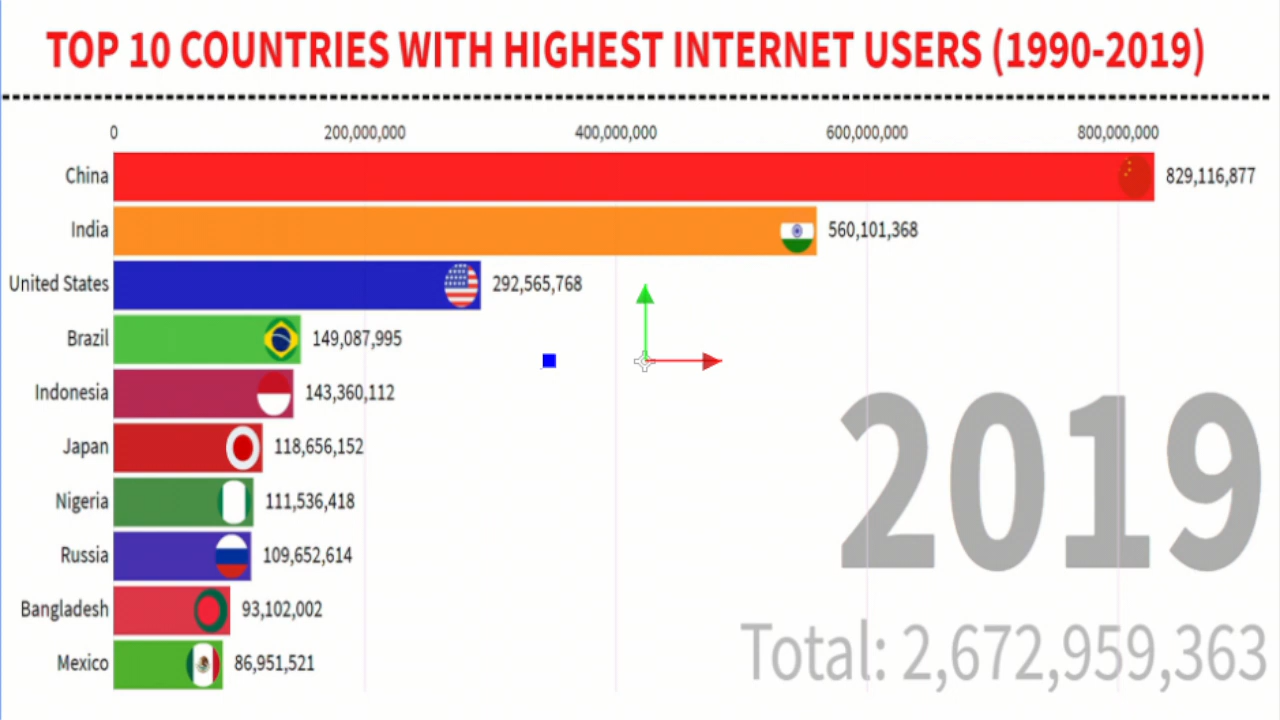 TOP 10 COUNTRIES WITH HIGHEST INTERNET USERS (1990-2019)
0 200,000,000 400,000,000 600,000,000 800,000,000
China 829,116,877
India 560,101,368
United States 292,565,768
Brazil 149,087,995
Indonesia 143,360,112
Japan 118,656,152
Nigeria 111,536,418
Russia 109,652,614
Bangladesh 93,102,002
Mexico 86,951,521
2019
Total: 2,672,959,363